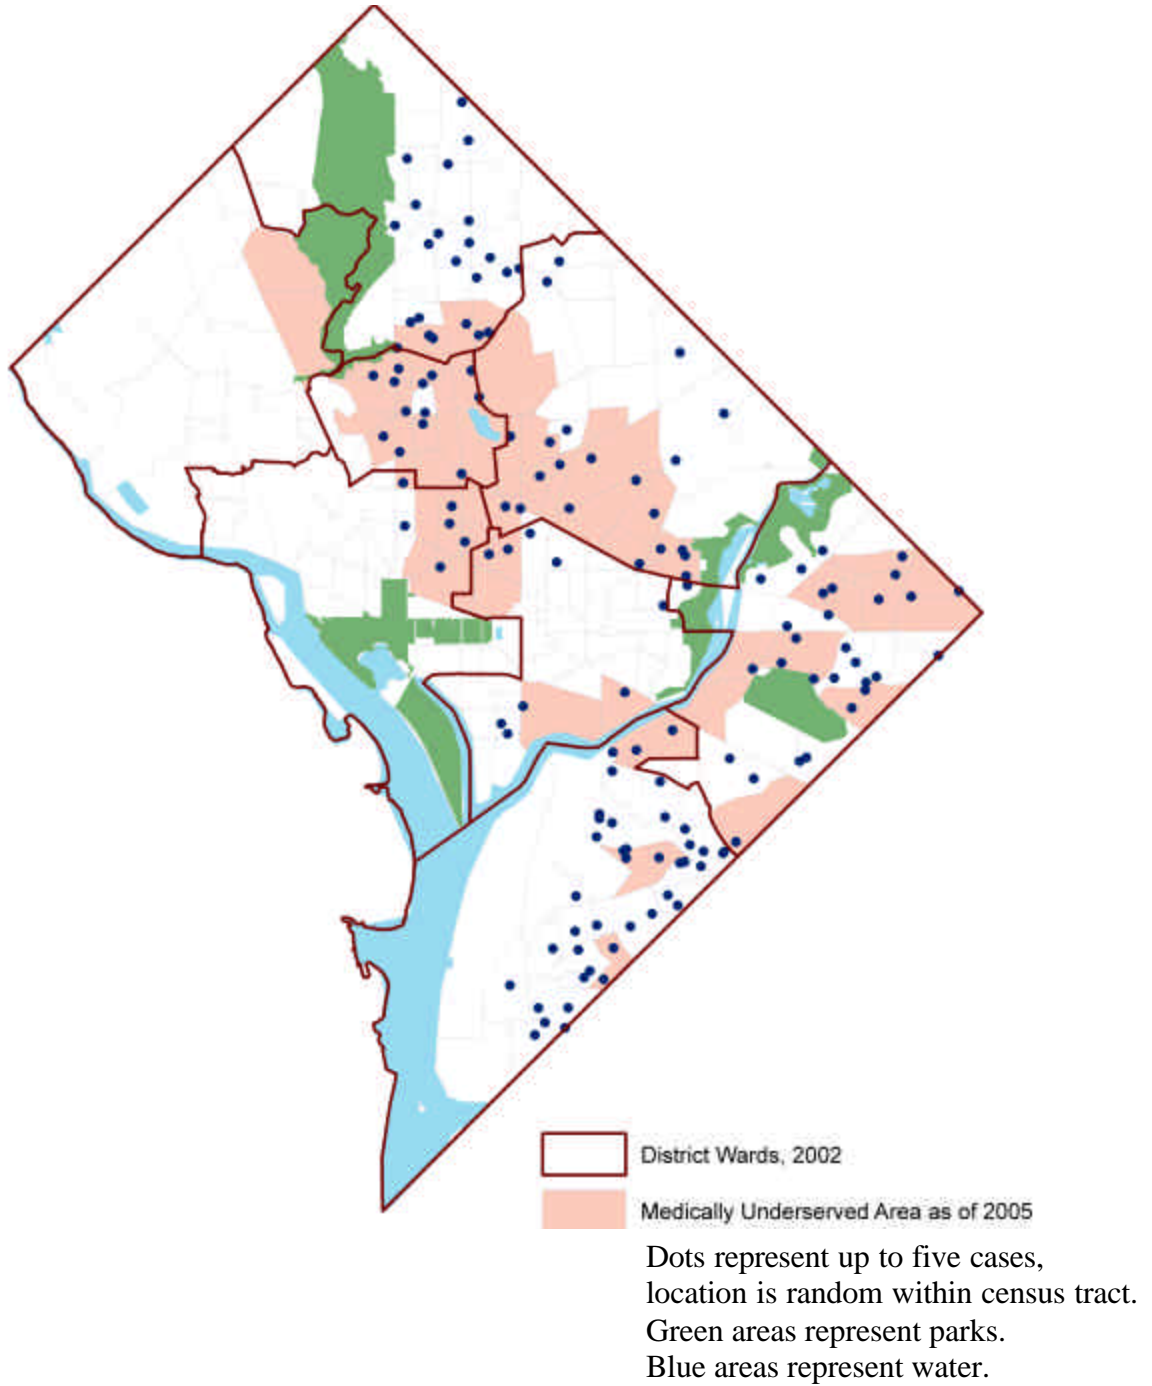 District Wards, 2002
Medically Underserved Area as of 2005
Dots represent up to five cases,
location is random within census tract.
Green areas represent parks.
Blue areas represent water.